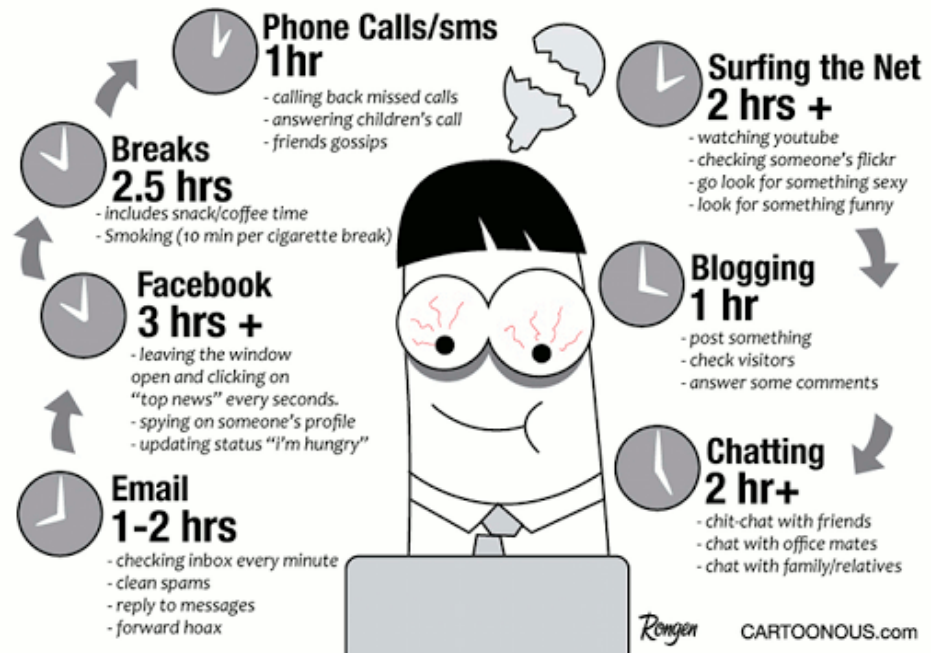 Phone Calls/sms
1hr
- calling back missed calls
- answering children's call
- friends gossips
Surfing the Net
2 hrs +
- watching youtube
- checking someone's flickr
- go look for something sexy
- look for something funny
Breaks
2.5 hrs
- includes snack/coffee time
- Smoking (10 min per cigarette break)
Blogging
1 hr
- post something
- check visitors
- answer some comments
Facebook
3 hrs +
- leaving the window
open and clicking on
"top news" every seconds.
- spying on someone's profile
- updating status "i'm hungry"
Chatting
2 hr+
- chit-chat with friends
- chat with office mates
- chat with family/relatives
Email
1-2 hrs
- checking inbox every minute
- clean spams
- reply to messages
- forward hoax
Rongen
CARTOONOUS.com